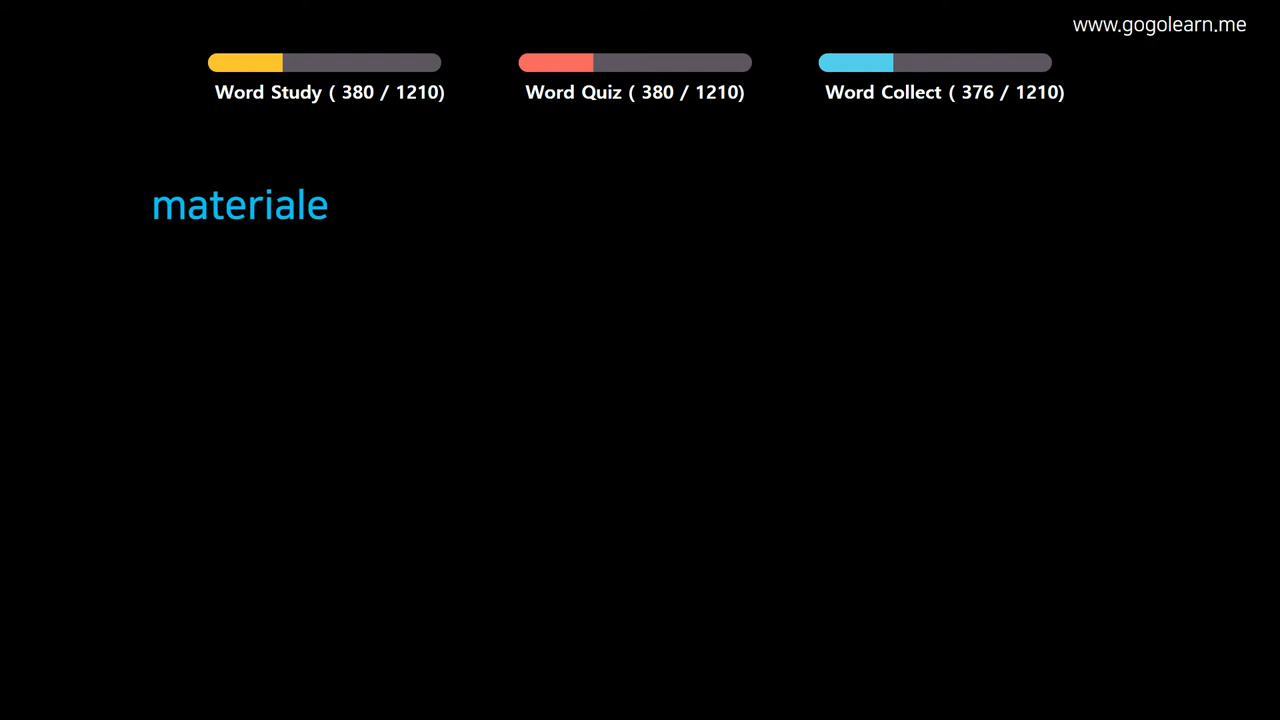 www.gogolearn.me
Word Study ( 380 / 1210)
Word Quiz ( 380 / 1210)
Word Collect ( 376 / 1210)
materiale